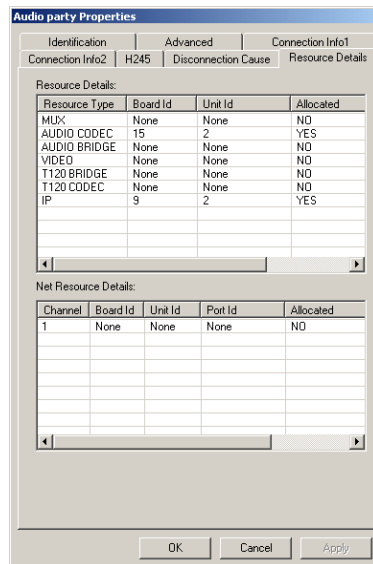 Audio party Properties
Identification Advanced Connection Info1
Connection Info2 H245 Disconnection Cause Resource Details
Resource Details:
Resource Type Board Id Unit Id Allocated
MUX None None NO
AUDIO CODEC 15 2 YES
AUDIO BRIDGE None None NO
VIDEO None None NO
T120 BRIDGE None None NO
T120 CODEC None None NO
IP 9 2 YES
Net Resource Details:
Channel Board Id Unit Id Port Id Allocated
1 None None None NO
OK Cancel Apply